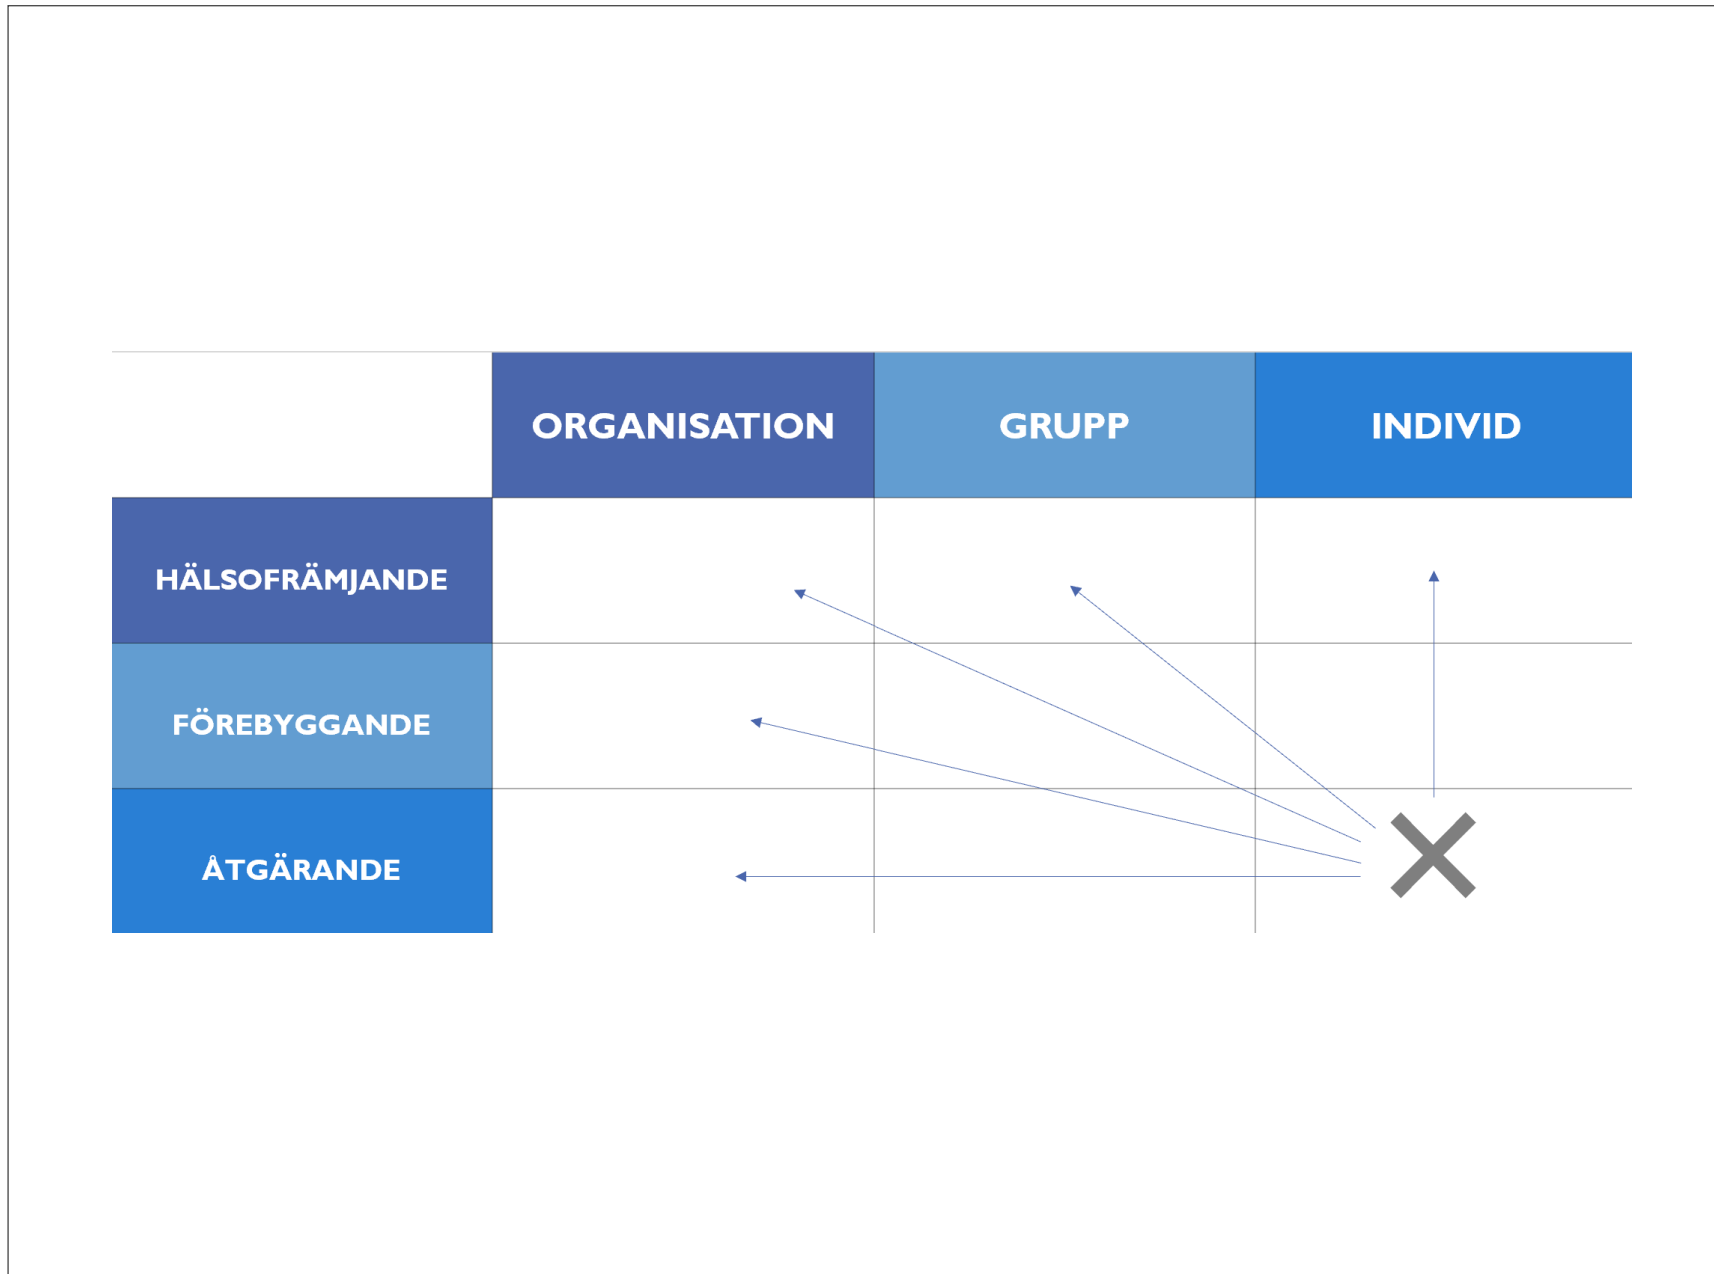 ORGANISATION
GRUPP
INDIVID
HÄLSOFRÄMJANDE
FÖREBYGGANDE
ÅTGÄRANDE